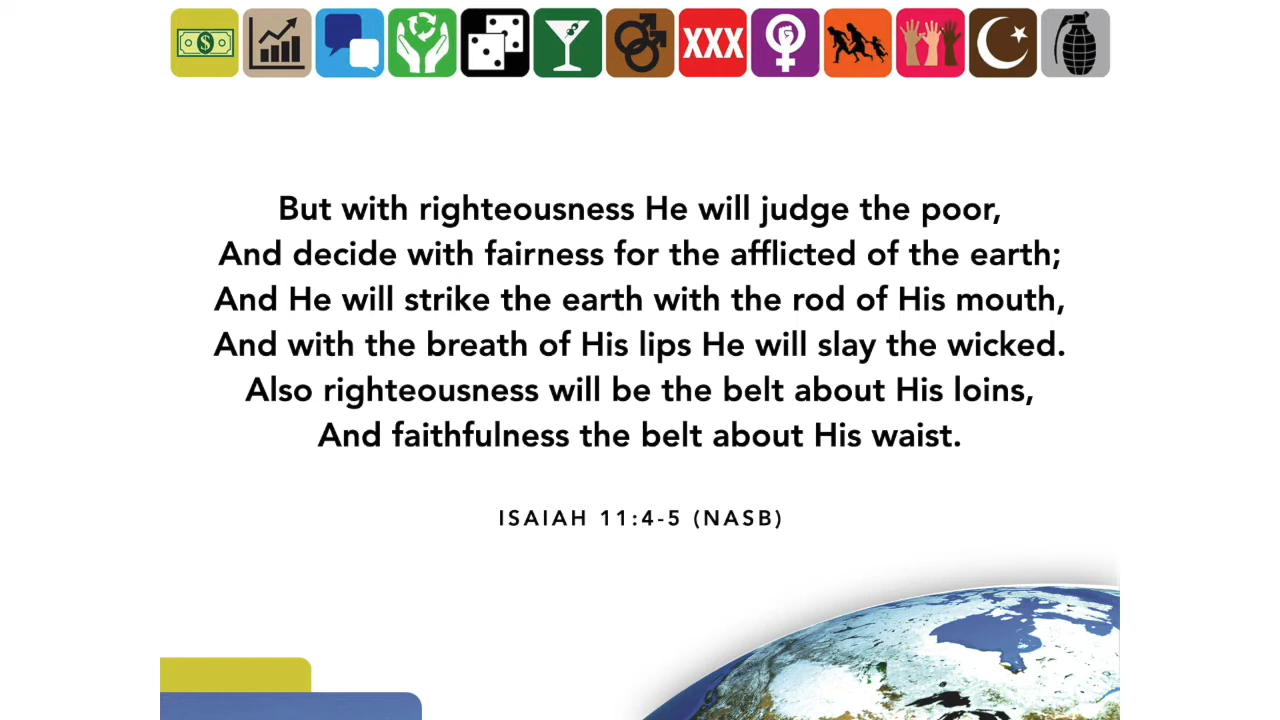 XXX
But with righteousness He will judge the poor,
And decide with fairness for the afflicted of the earth;
And He will strike the earth with the rod of His mouth,
And with the breath of His lips He will slay the wicked.
Also righteousness will be the belt about His loins,
And faithfulness the belt about His waist.
ISAIAH 11:4-5 (NASB)